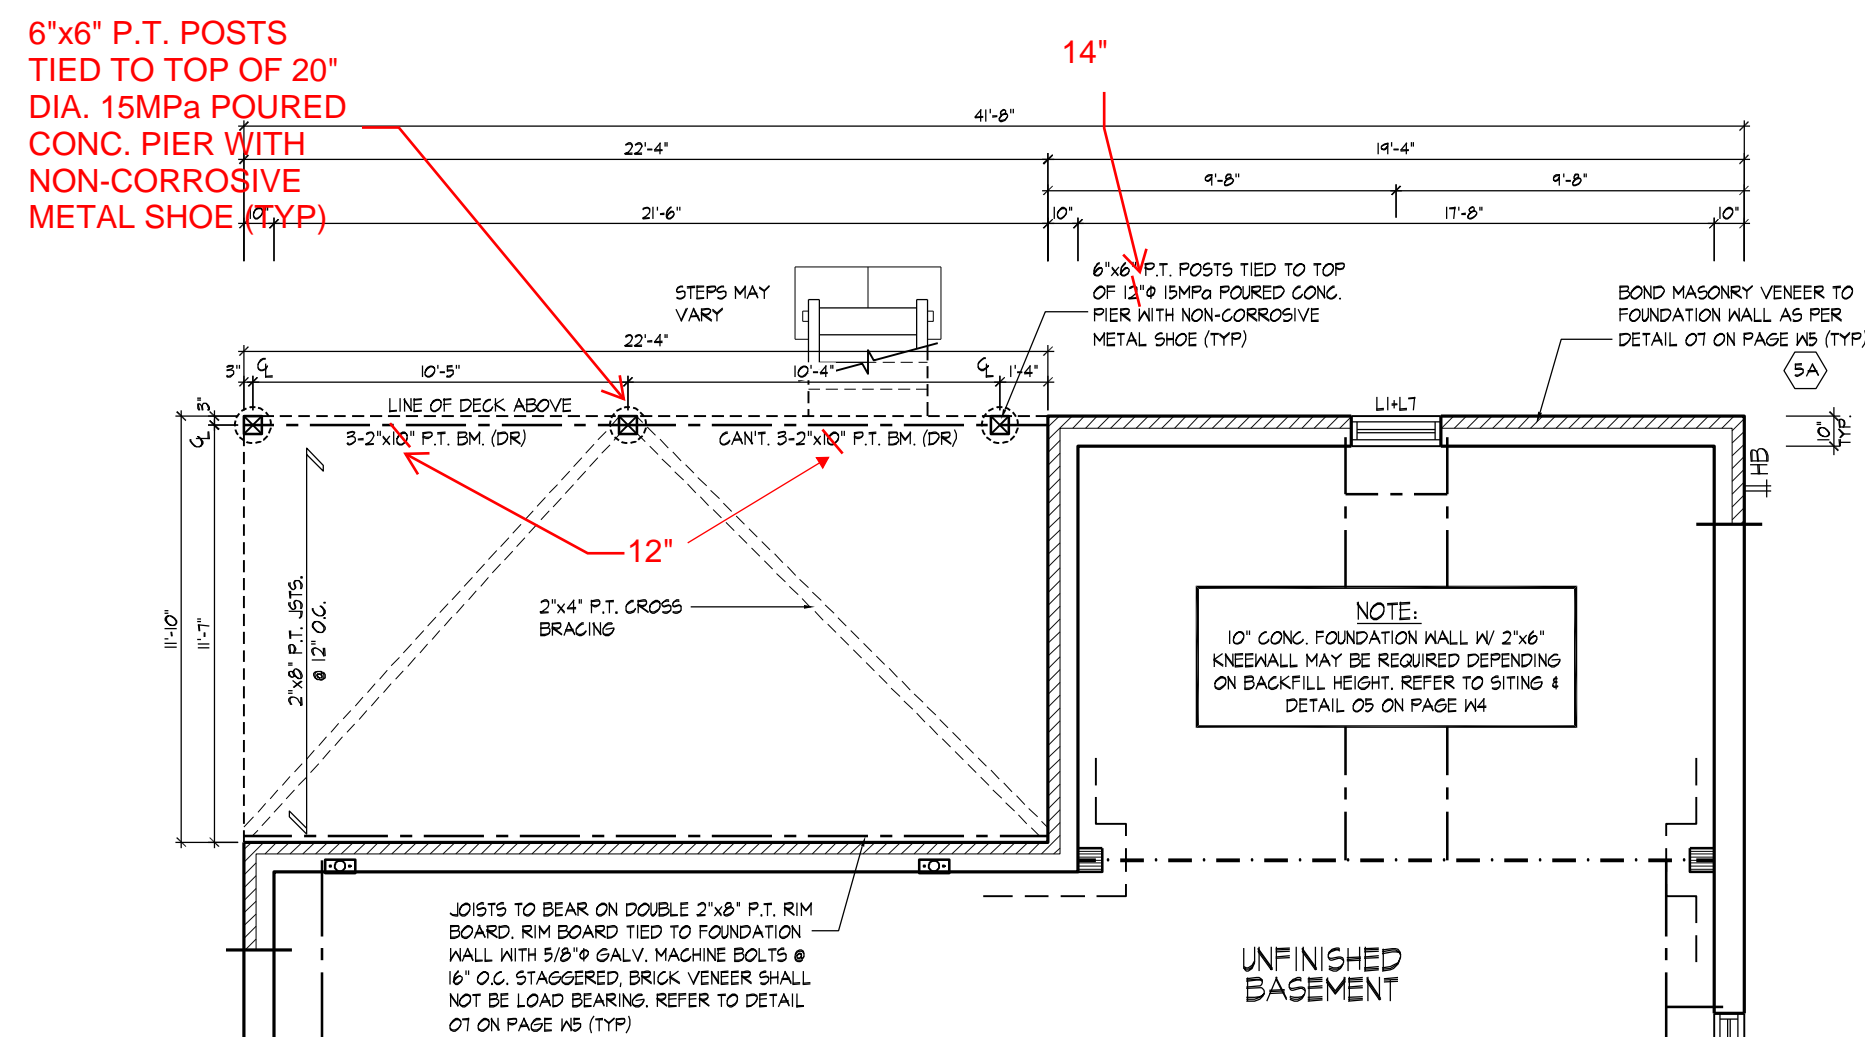 6"x6" P.T. POSTS
TIED TO TOP OF 20"
DIA. 15MPa POURED
CONC. PIER WITH
NON-CORROSIVE
METAL SHOE (TYP)
14"
41'-8"
22'-4"
19'-4"
9'-8"
9'-8"
10"
21'-6"
10"
17'-8"
10"
STEPS MAY
VARY
6"x6" P.T. POSTS TIED TO TOP
OF 12"Φ 15MPa POURED CONC.
PIER WITH NON-CORROSIVE
METAL SHOE (TYP)
BOND MASONRY VENEER TO
FOUNDATION WALL AS PER
DETAIL 07 ON PAGE W5 (TYP)
5A
22'-4"
3"
℄
10'-5"
10'-4"
℄
1'-4"
3"
℄
LINE OF DECK ABOVE
3-2"x10" P.T. BM. (DR)
CAN'T. 3-2"x10" P.T. BM. (DR)
L1+L7
10"
TYP.
HB
12"
11'-10"
11'-7"
2"x8" P.T. JSTS.
@ 12" O.C.
2"x4" P.T. CROSS
BRACING
NOTE:
10" CONC. FOUNDATION WALL W/ 2"x6"
KNEEWALL MAY BE REQUIRED DEPENDING
ON BACKFILL HEIGHT. REFER TO SITING &
DETAIL 05 ON PAGE W4
JOISTS TO BEAR ON DOUBLE 2"x8" P.T. RIM
BOARD. RIM BOARD TIED TO FOUNDATION
WALL WITH 5/8"Φ GALV. MACHINE BOLTS @
16" O.C. STAGGERED, BRICK VENEER SHALL
NOT BE LOAD BEARING. REFER TO DETAIL
07 ON PAGE W5 (TYP)
UNFINISHED
BASEMENT